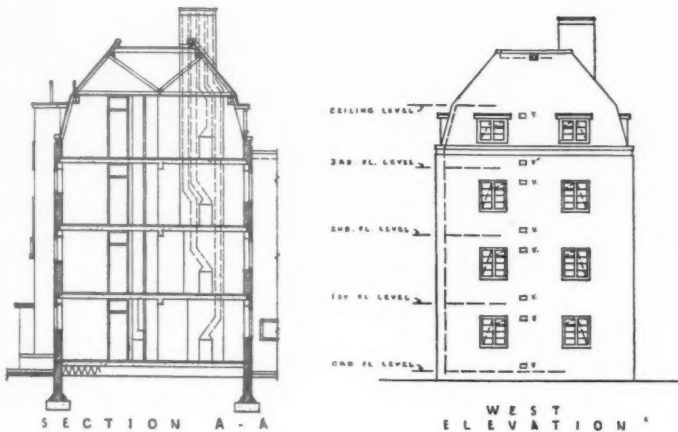 CEILING LEVEL
V.
3RD. FL. LEVEL
V.
V.
2ND. FL. LEVEL
V.
V.
1ST FL LEVEL
V.
V.
GRD FL LEVEL
V.
SECTION A-A
WEST
ELEVATION